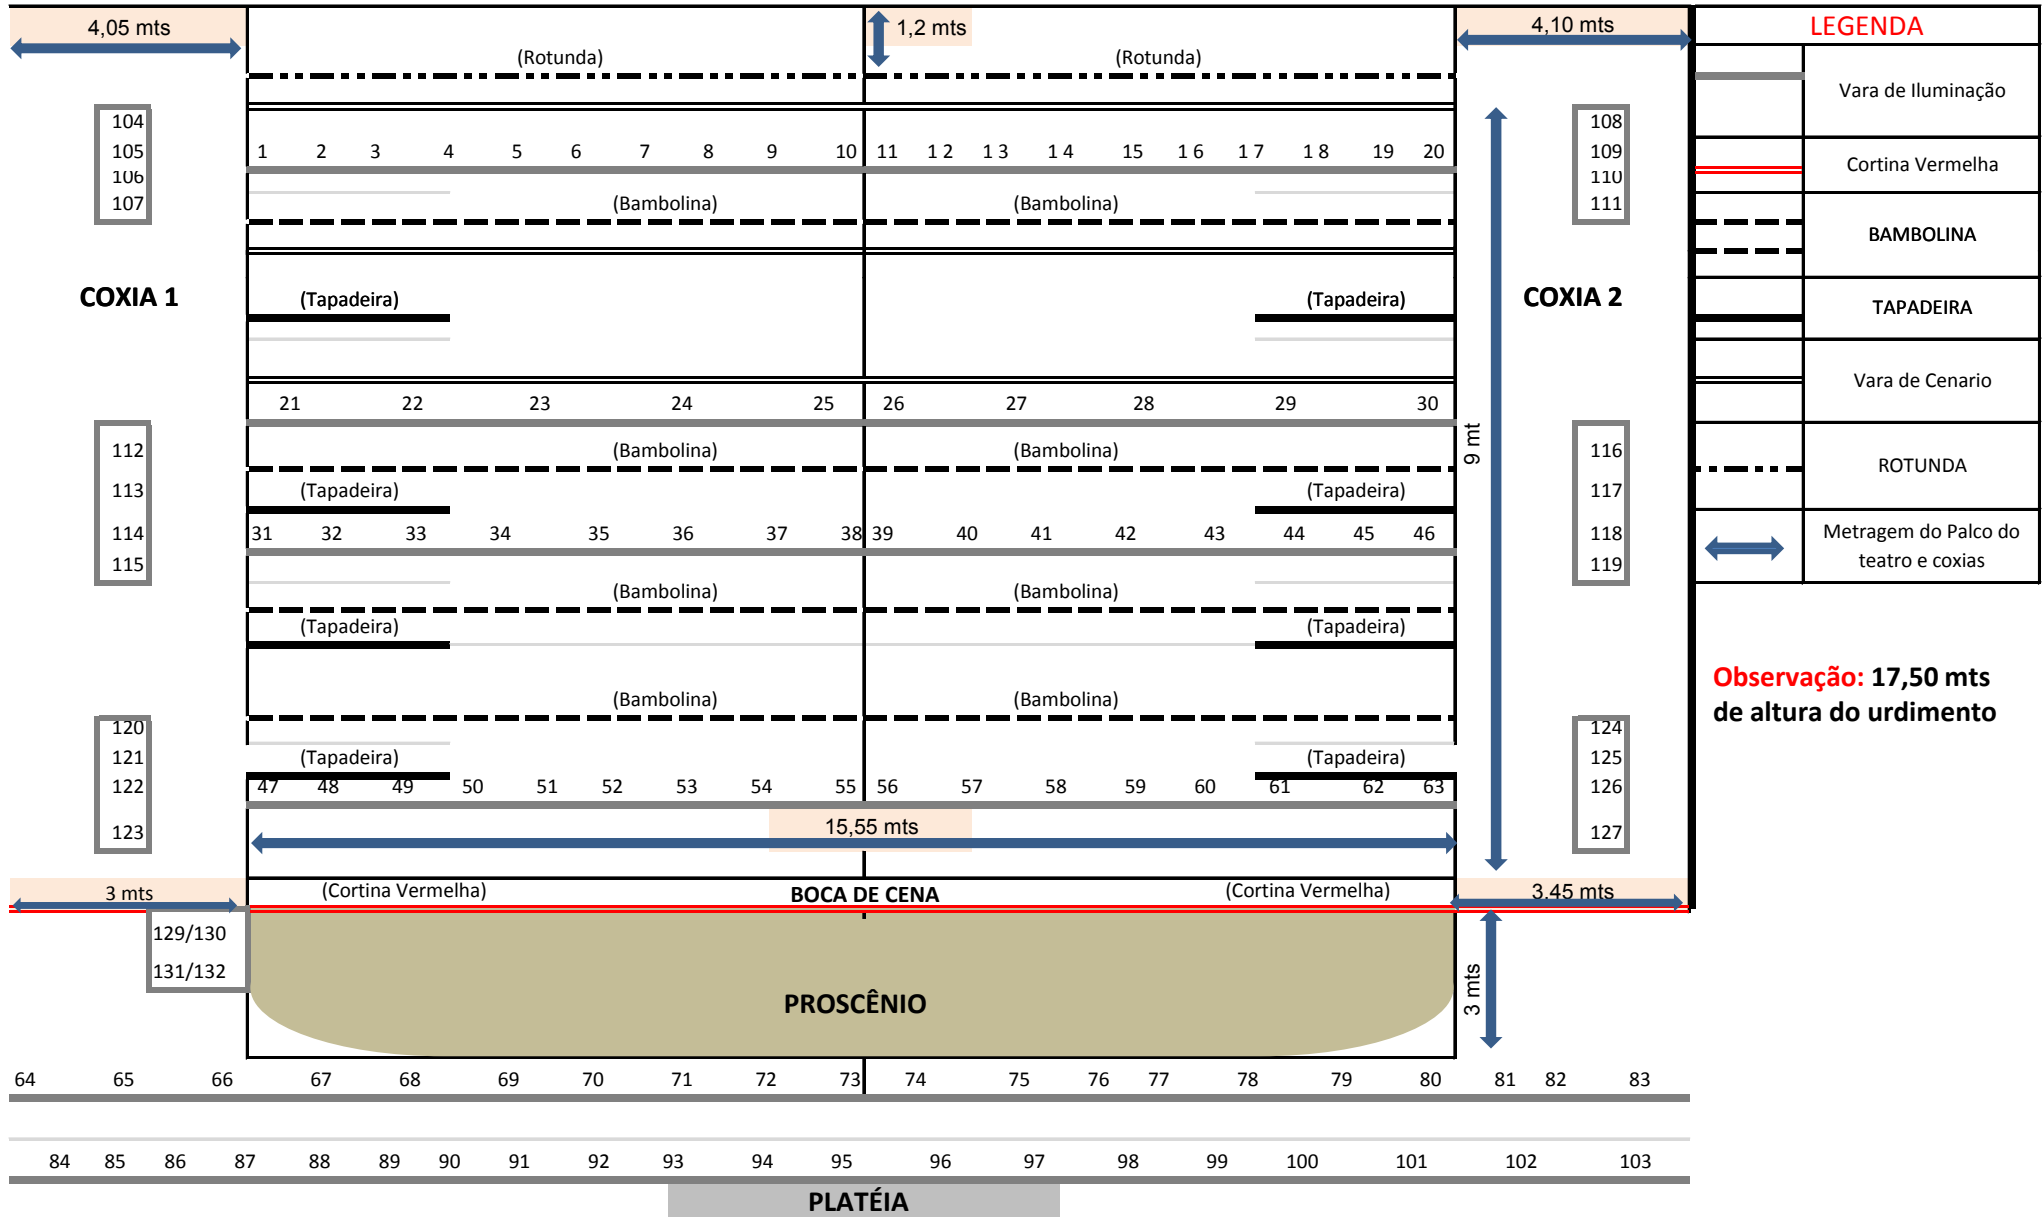 4,05 mts 1,2 mts 4,10 mts LEGENDA
(Rotunda) (Rotunda)
Vara de Iluminação
104 108
1 2 3 4 5 6 7 8 9 10 11 12 13 14 15 16 17 18 19 20
105 109
Cortina Vermelha
106 110
107 (Bambolina) (Bambolina) 111
BAMBOLINA
COXIA 1 (Tapadeira) (Tapadeira) COXIA 2
TAPADEIRA
Vara de Cenario
21 22 23 24 25 26 27 28 29 30
9 mt
112 (Bambolina) (Bambolina) 116
ROTUNDA
113 (Tapadeira) (Tapadeira) 117
114 31 32 33 34 35 36 37 38 39 40 41 42 43 44 45 46 118
Metragem do Palco do
teatro e coxias
115 119
(Bambolina) (Bambolina)
(Tapadeira) (Tapadeira)
Observação: 17,50 mts
de altura do urdimento
(Bambolina) (Bambolina)
120 124
121 (Tapadeira) (Tapadeira) 125
122 47 48 49 50 51 52 53 54 55 56 57 58 59 60 61 62 63 126
123 15,55 mts 127
3 mts (Cortina Vermelha) BOCA DE CENA (Cortina Vermelha) 3.45 mts
129/130
131/132
3 mts
PROSCÊNIO
64 65 66 67 68 69 70 71 72 73 74 75 76 77 78 79 80 81 82 83
84 85 86 87 88 89 90 91 92 93 94 95 96 97 98 99 100 101 102 103
PLATÉIA